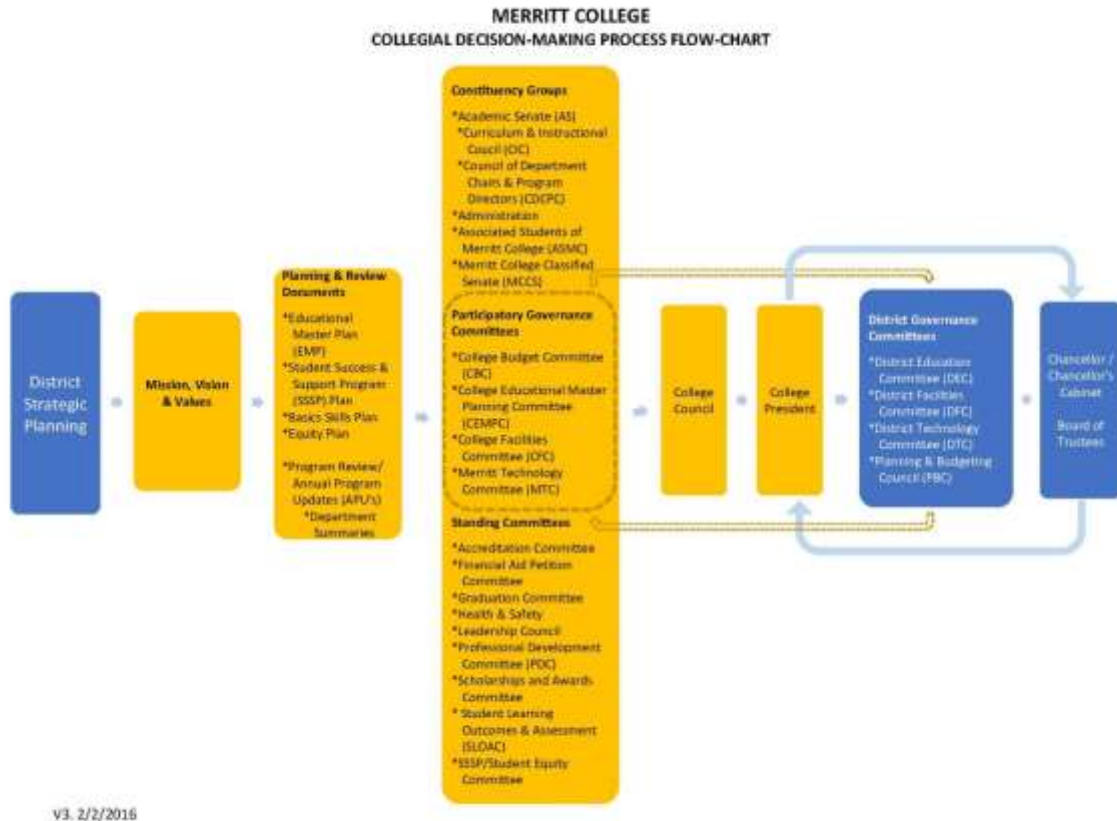 MERRITT COLLEGE
COLLEGIAL DECISION-MAKING PROCESS FLOW-CHART
District
Strategic
Planning
Mission, Vision
& Values
Planning & Review
Documents
*Educational
Master Plan
(EMP)
*Student Success &
& Support Program
(SSSP) Plan
*Basics Skills Plan
*Equity Plan
*Program Review/
Annual Program
Updates (APU's)
*Department
Summaries
Constituency Groups
*Academic Senate (AS)
*Curriculum & Instructional
Coucil (CIC)
*Council of Department
Chairs & Program
Directors (CDCPC)
*Administration
*Associated Students of
Merritt College (ASMC)
*Merritt College Classified
Senate (MCCS)
Participatory Governance
Committees
*College Budget Committee
(CBC)
*College Educational Master
Planning Committee
(CEMPC)
*College Facilities
Committee (CFC)
*Merritt Technology
Committee (MTC)
Standing Committees
*Accreditation Committee
*Financial Aid Petition
Committee
*Graduation Committee
*Health & Safety
*Leadership Council
*Professional Development
Committee (PDC)
*Scholarships and Awards
Committee
* Student Learning
Outcomes & Assessment
(SLOAC)
*SSSP/Student Equity
Committee
College
Council
College
President
District Governance
Committees
*District Education
Committee (DEC)
*District Facilities
Committee (DFC)
*District Technology
Committee (DTC)
*Planning & Budgeting
Council (PBC)
Chancellor /
Chancellor's
Cabinet
Board of
Trustees
V3. 2/2/2016